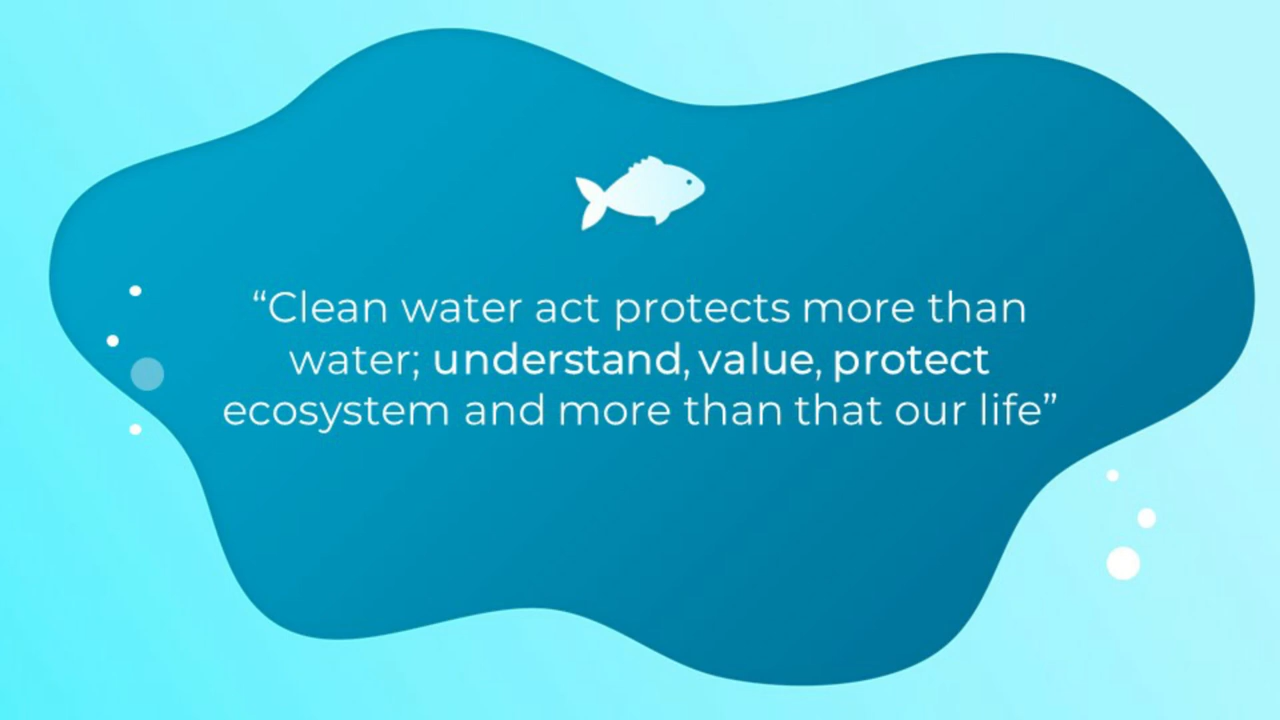 “Clean water act protects more than
water; understand, value, protect
ecosystem and more than that our life”